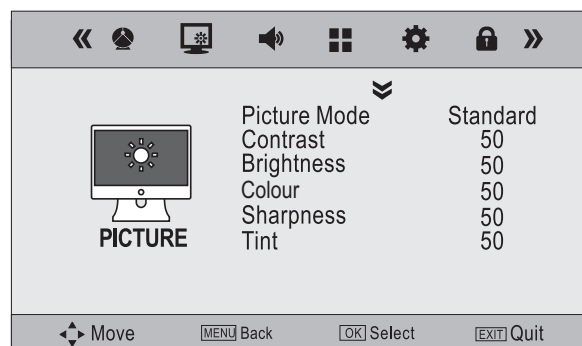 Picture Mode Standard
Contrast 50
Brightness 50
Colour 50
Sharpness 50
Tint 50
PICTURE
Move MENU Back OK Select EXIT Quit